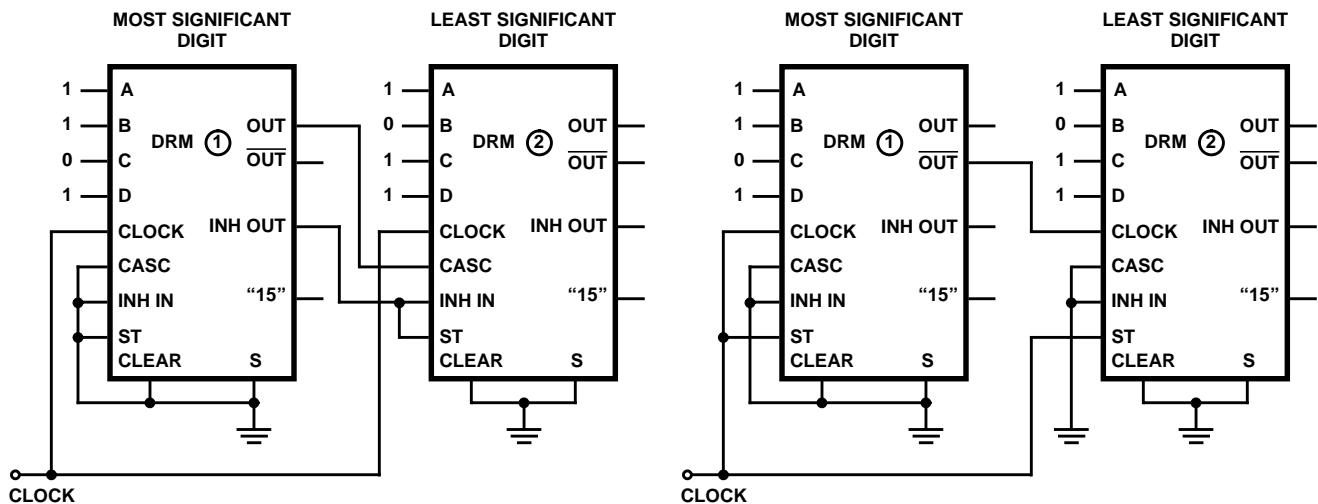 MOST SIGNIFICANT
DIGIT
LEAST SIGNIFICANT
DIGIT
1 A
1 B
0 C
1 D
CLOCK
CASC
INH IN
ST
CLEAR S
DRM 1
OUT
OUT
INH OUT
“15”
1 A
0 B
1 C
1 D
CLOCK
CASC
INH IN
ST
CLEAR S
DRM 2
OUT
OUT
INH OUT
“15”
CLOCK
MOST SIGNIFICANT
DIGIT
LEAST SIGNIFICANT
DIGIT
1 A
1 B
0 C
1 D
CLOCK
CASC
INH IN
ST
CLEAR S
DRM 1
OUT
OUT
INH OUT
“15”
1 A
0 B
1 C
1 D
CLOCK
CASC
INH IN
ST
CLEAR S
DRM 2
OUT
OUT
INH OUT
“15”
CLOCK